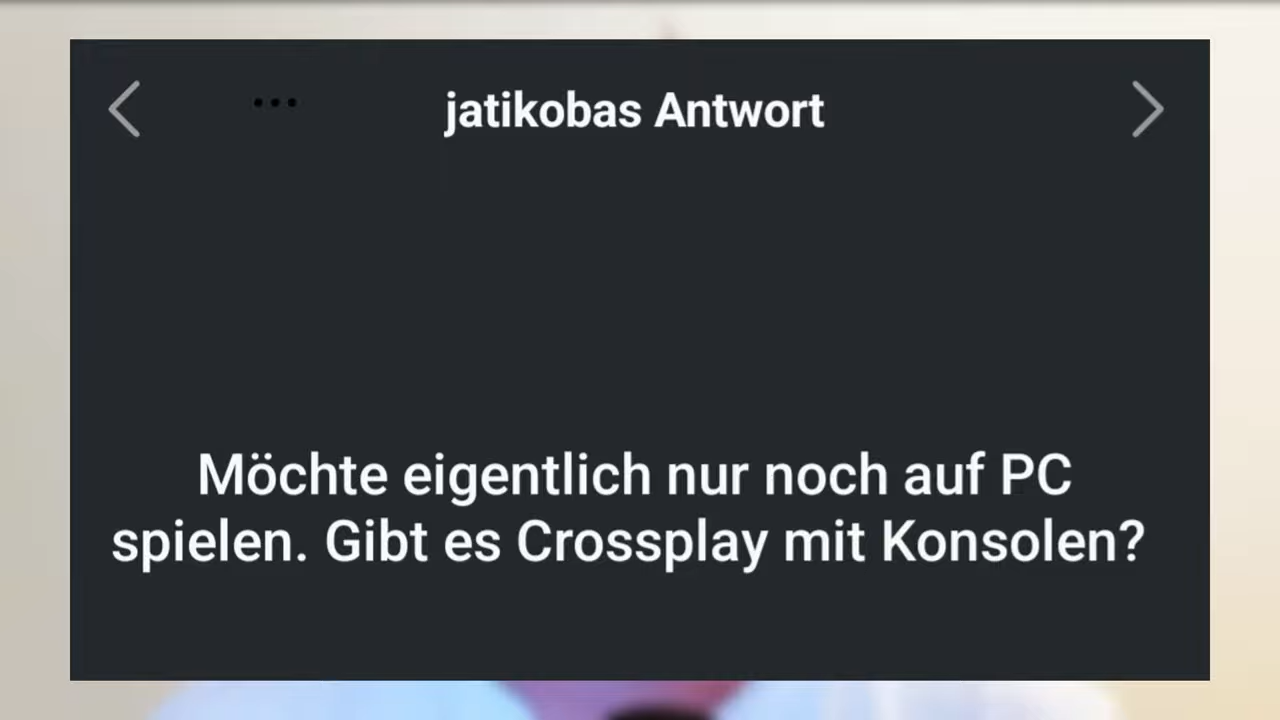 jatikobas Antwort
Möchte eigentlich nur noch auf PC
spielen. Gibt es Crossplay mit Konsolen?